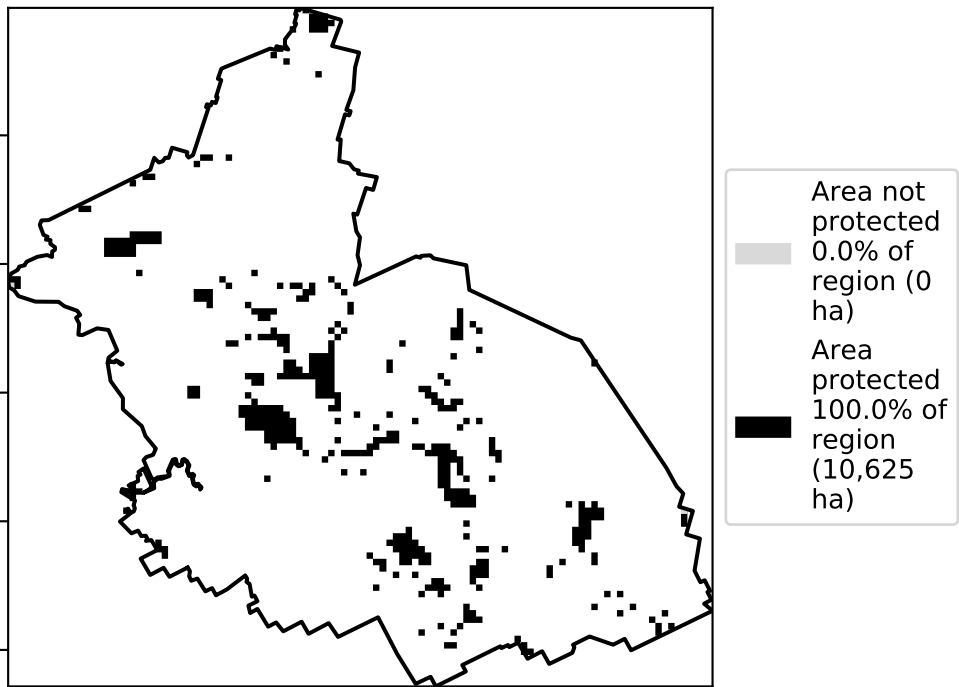 Area not
protected
0.0% of
region (0
ha)
Area
protected
100.0% of
region
(10,625
ha)